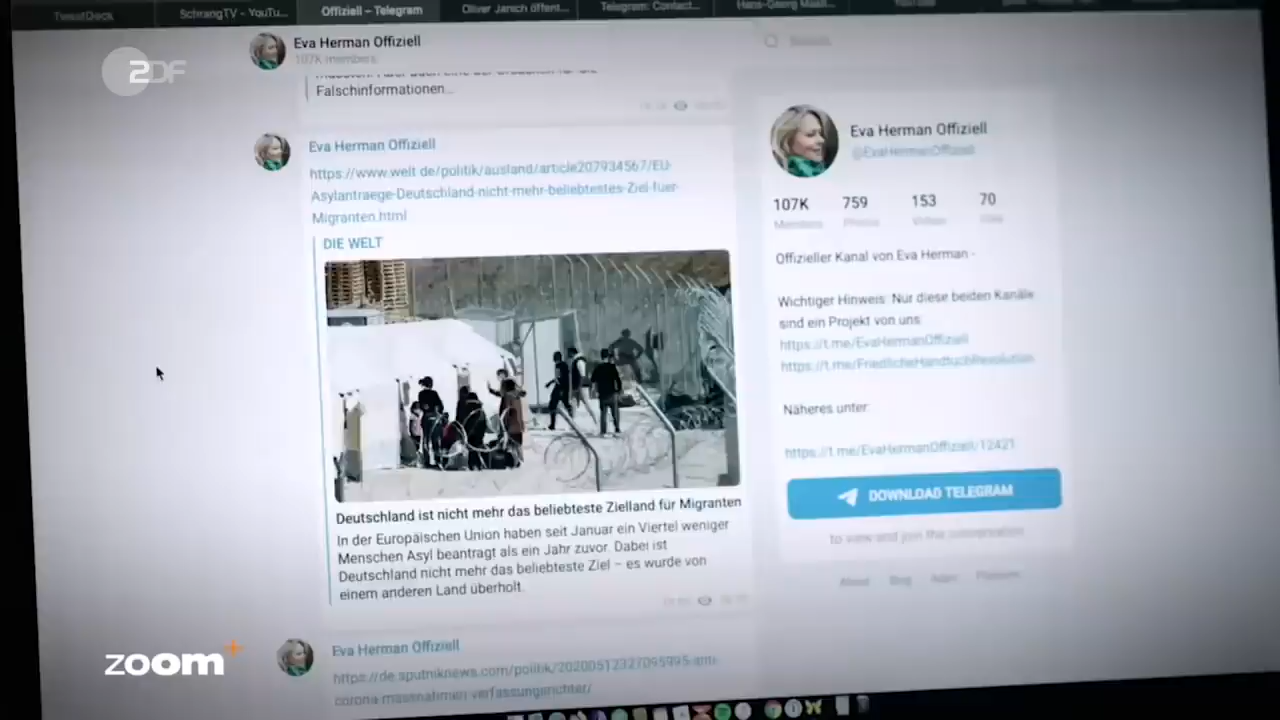 TweetDeck
SchrangTV - YouTu...
Offiziell – Telegram
Oliver Janich öffent...
Telegram: Contact...
Hans-Georg Maaß...
ZDF
Eva Herman Offiziell
107K members
Falschinformationen...
Eva Herman Offiziell
https://www.welt.de/politik/ausland/article207934567/EU-
Asylantraege-Deutschland-nicht-mehr-beliebtestes-Ziel-fuer-
Migranten.html
DIE WELT
Deutschland ist nicht mehr das beliebteste Zielland für Migranten
In der Europäischen Union haben seit Januar ein Viertel weniger
Menschen Asyl beantragt als ein Jahr zuvor. Dabei ist
Deutschland nicht mehr das beliebteste Ziel – es wurde von
einem anderen Land überholt.
Eva Herman Offiziell
https://de.sputniknews.com/politik/20200512327095995-anti-
corona-massnahmen-verfassungsrichter/
Eva Herman Offiziell
@EvaHermanOffiziell
107K 759 153 70
Members Photos Videos Links
Offizieller Kanal von Eva Herman -
Wichtiger Hinweis: Nur diese beiden Kanäle
sind ein Projekt von uns:
https://t.me/EvaHermanOffiziell
https://t.me/FriedlicheHandtuchRevolution
Näheres unter:
https://t.me/EvaHermanOffiziell/12421
DOWNLOAD TELEGRAM
to view and join the conversation
About Blog Apps Platform
zoom+